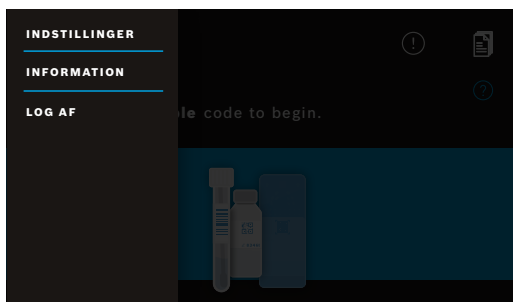 INDSTILLINGER
INFORMATION
LOG AF
le code to begin.